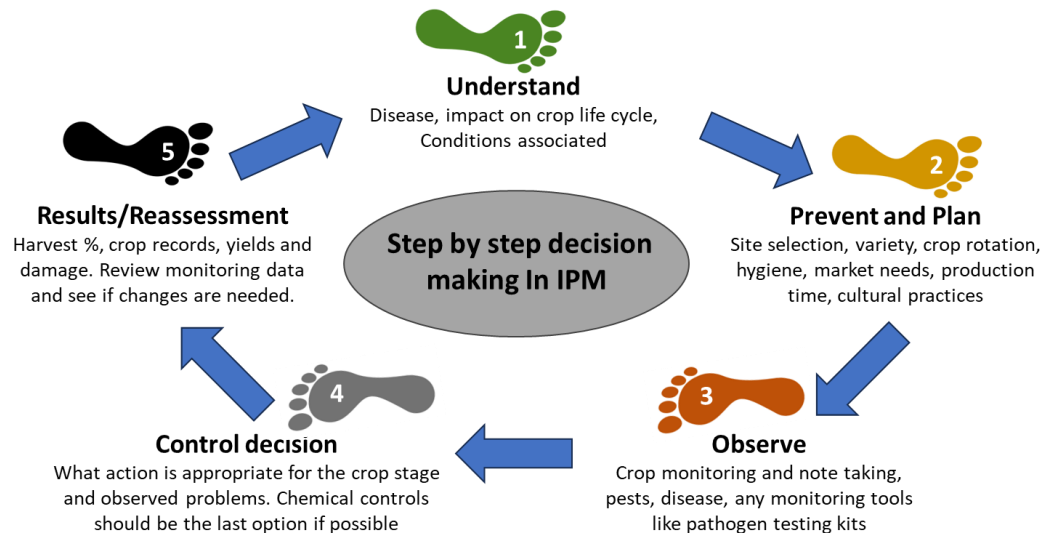 1
Understand
Disease, impact on crop life cycle,
Conditions associated
2
Prevent and Plan
Site selection, variety, crop rotation,
hygiene, market needs, production
time, cultural practices
3
Observe
Crop monitoring and note taking,
pests, disease, any monitoring tools
like pathogen testing kits
4
Control decision
What action is appropriate for the crop stage
and observed problems. Chemical controls
should be the last option if possible
5
Results/Reassessment
Harvest %, crop records, yields and
damage. Review monitoring data
and see if changes are needed.
Step by step decision
making In IPM